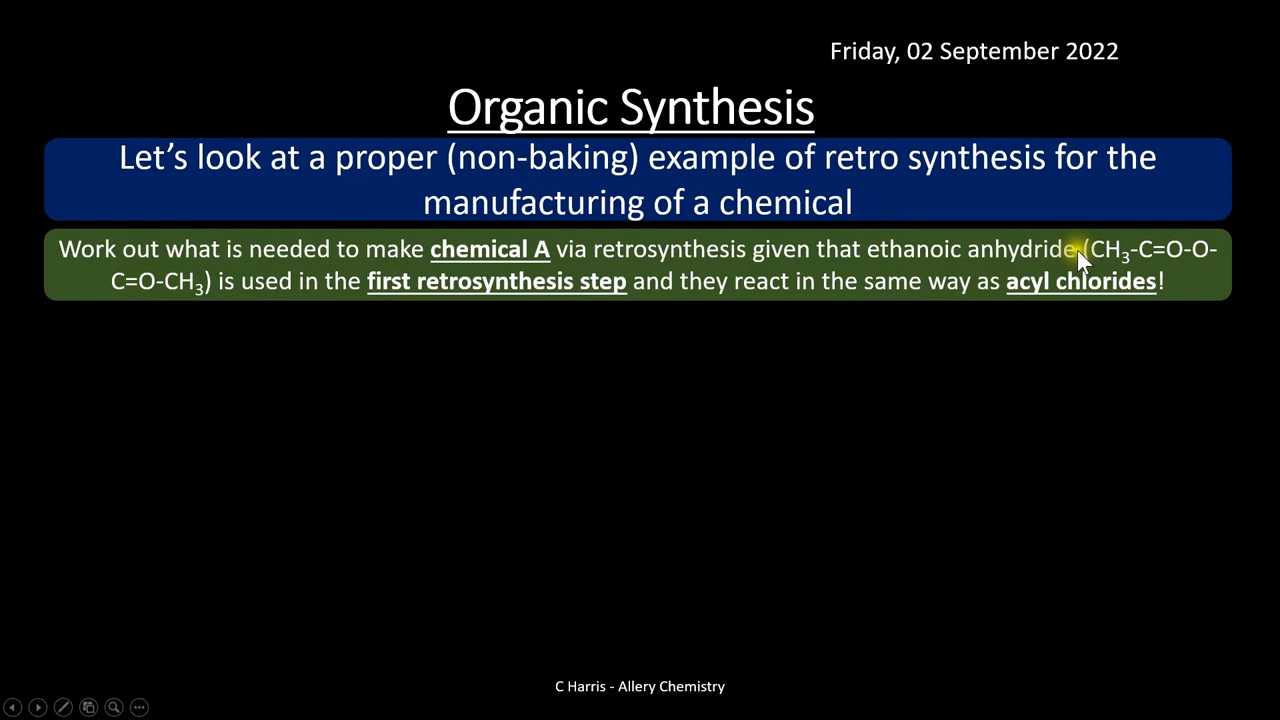 Friday, 02 September 2022
Organic Synthesis
Let’s look at a proper (non-baking) example of retro synthesis for the
manufacturing of a chemical
Work out what is needed to make chemical A via retrosynthesis given that ethanoic anhydride (CH₃-C=O-O-
C=O-CH₃) is used in the first retrosynthesis step and they react in the same way as acyl chlorides!
C Harris - Allery Chemistry